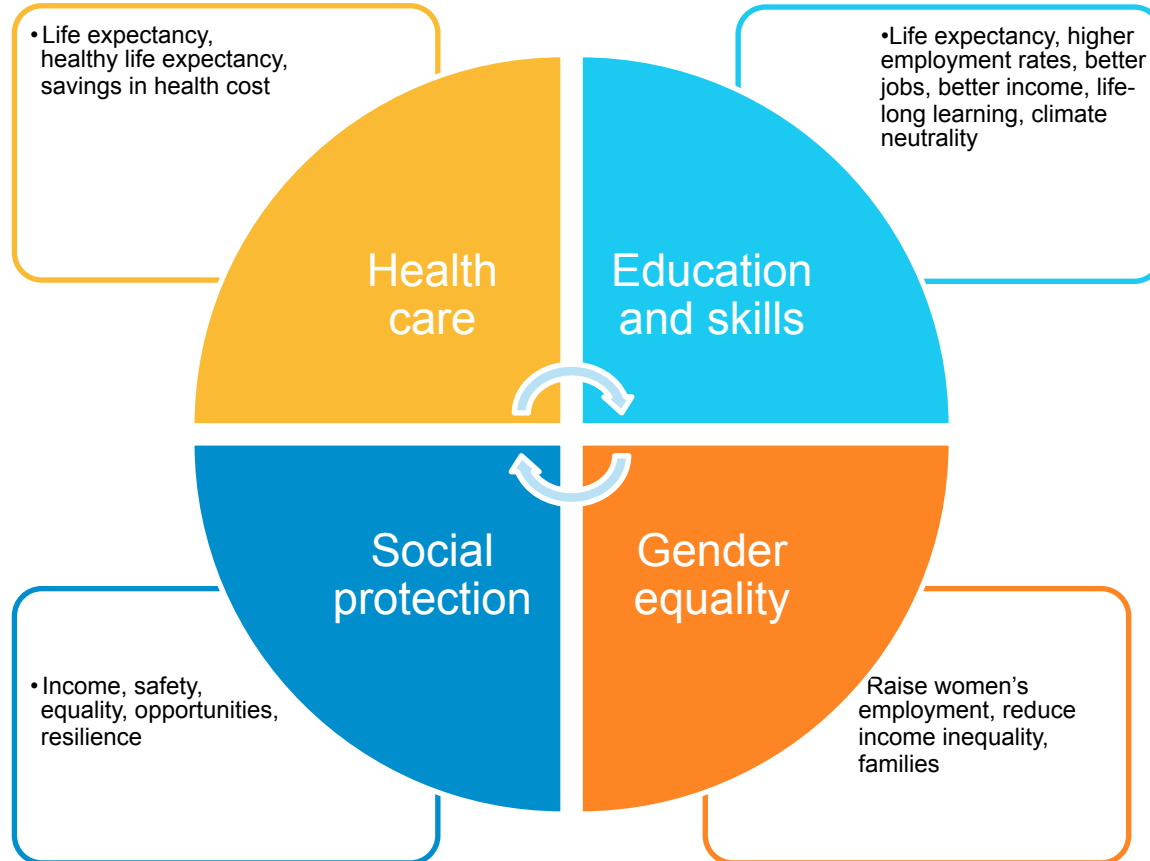 • Life expectancy,
healthy life expectancy,
savings in health cost
•Life expectancy, higher
employment rates, better
jobs, better income, life-
long learning, climate
neutrality
Health
care
Education
and skills
Social
protection
Gender
equality
• Income, safety,
equality, opportunities,
resilience
Raise women’s
employment, reduce
income inequality,
families